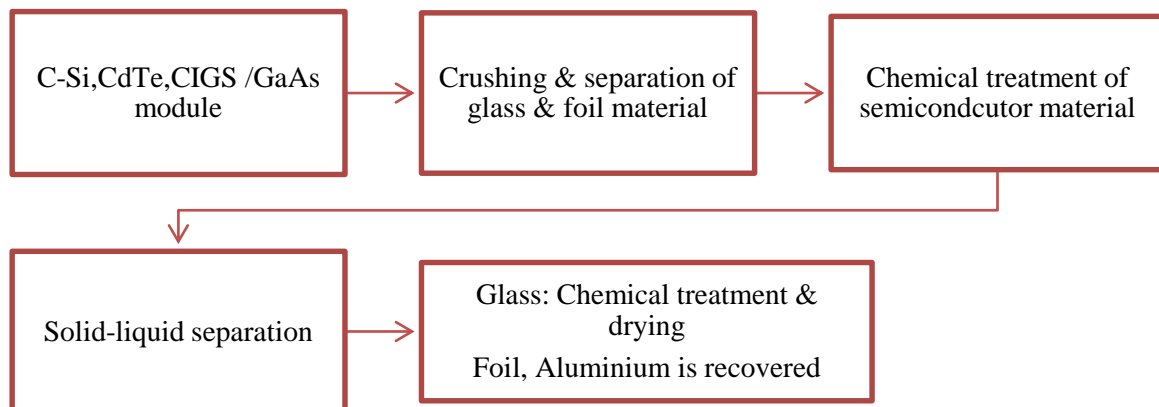 C-Si,CdTe,CIGS /GaAs
module
Crushing & separation of
glass & foil material
Chemical treatment of
semicondcutor material
Solid-liquid separation
Glass: Chemical treatment &
drying
Foil, Aluminium is recovered